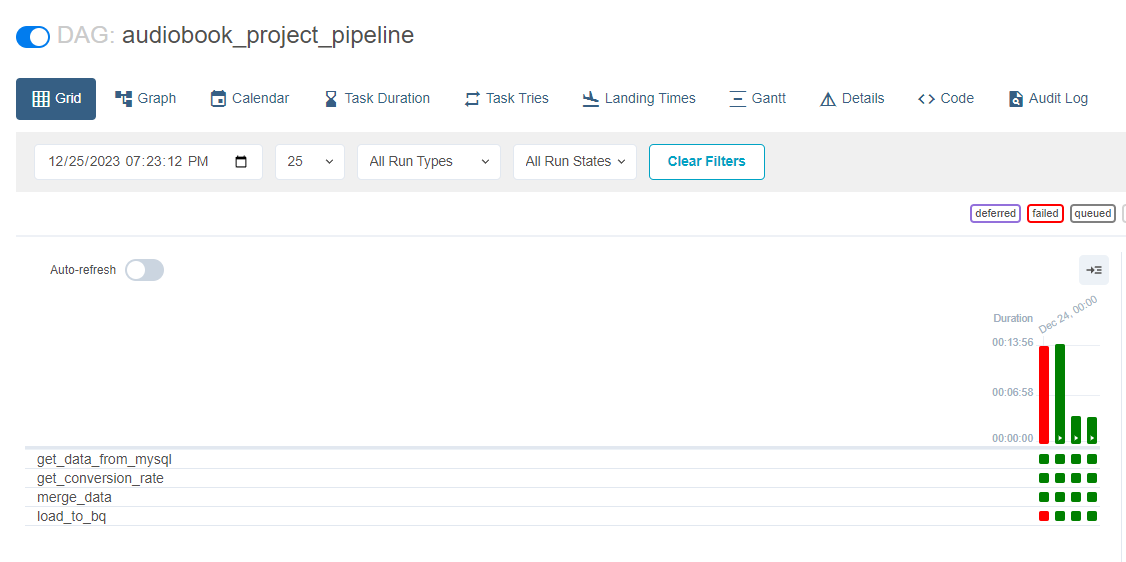 DAG: audiobook_project_pipeline
Grid Graph Calendar Task Duration Task Tries Landing Times Gantt Details Code Audit Log
12/25/2023 07:23:12 PM 25 All Run Types All Run States Clear Filters
deferred failed queued
Auto-refresh
Dec 24, 00:00
Duration
00:13:56
00:06:58
00:00:00
get_data_from_mysql
get_conversion_rate
merge_data
load_to_bq